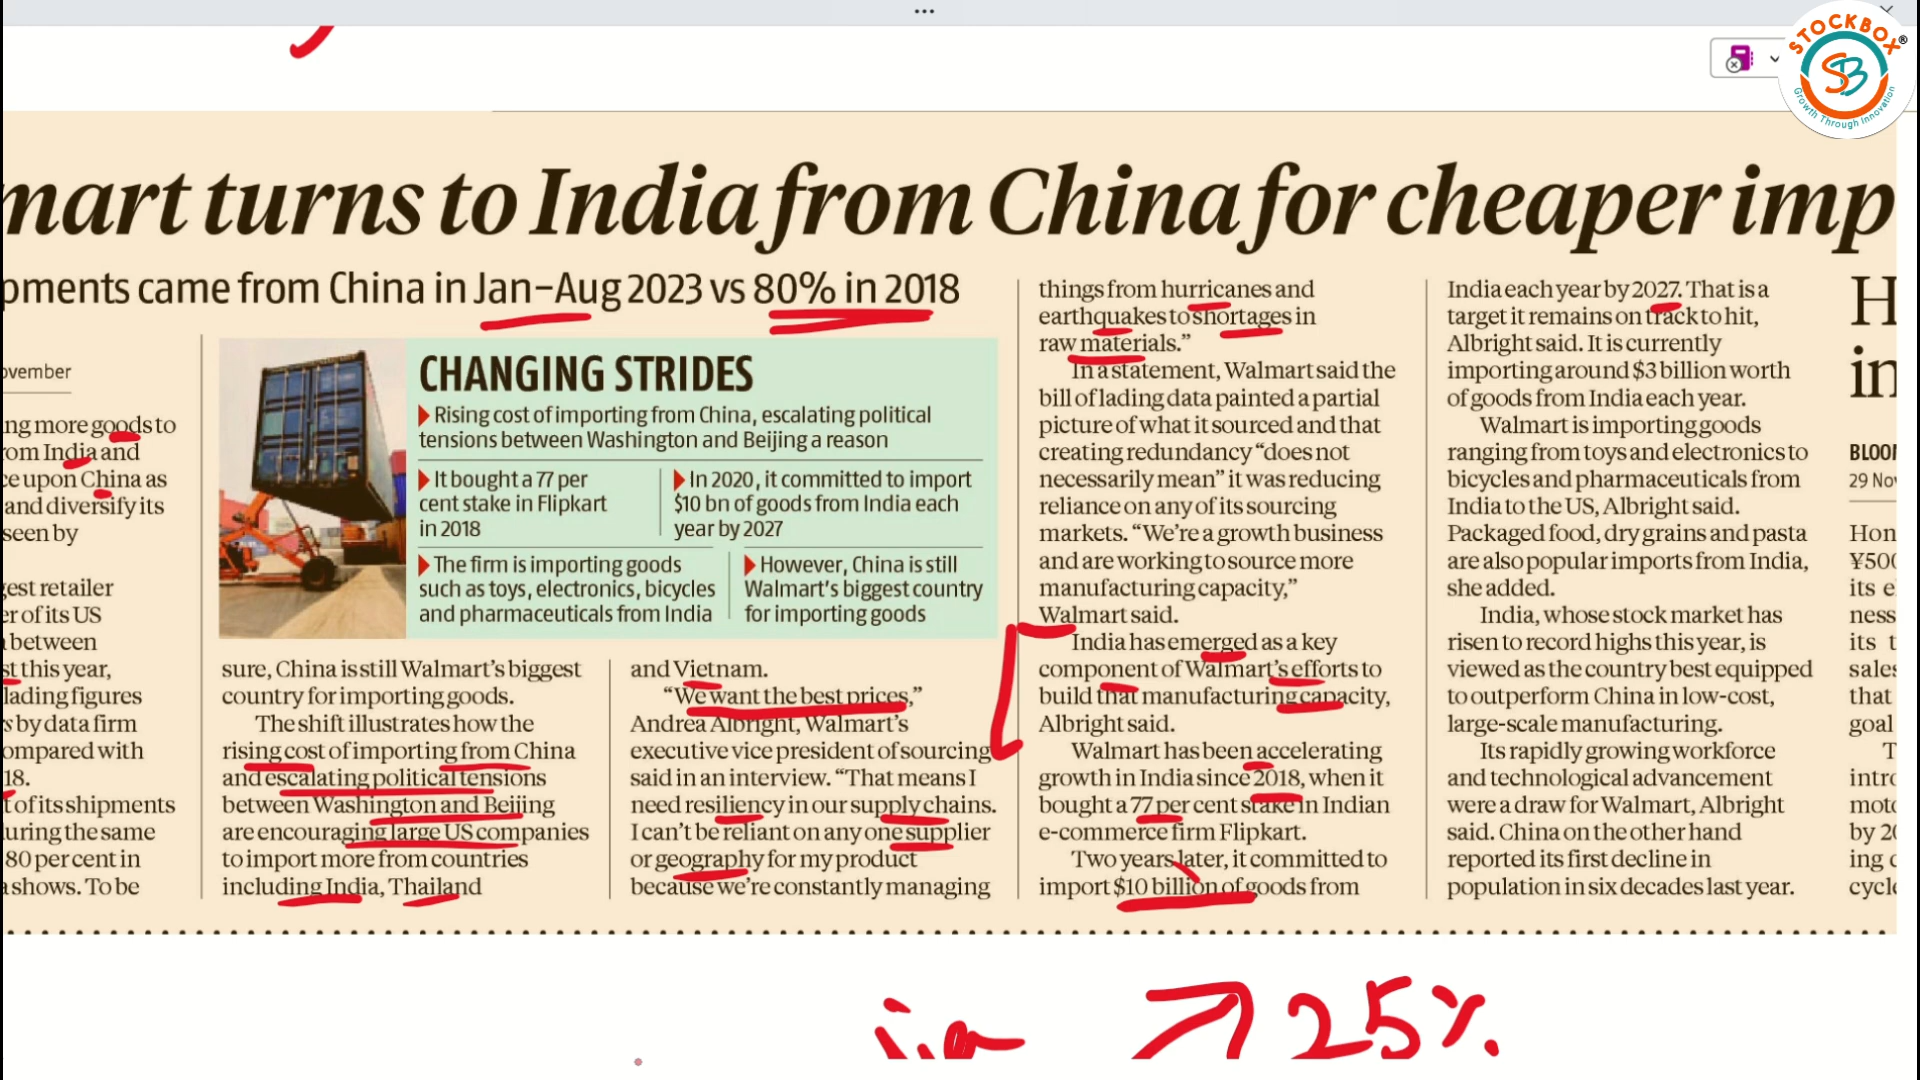 ...
STOCKBOX®
SB
Growth Through Innovation
mart turns to India from China for cheaper imp
pments came from China in Jan–Aug 2023 vs 80% in 2018
ovember
ng more goods to
rom India and
ce upon China as
and diversify its
seen by
gest retailer
er of its US
between
st this year,
lading figures
s by data firm
ompared with
18.
t of its shipments
uring the same
80 per cent in
a shows. To be
CHANGING STRIDES
Rising cost of importing from China, escalating political
tensions between Washington and Beijing a reason
It bought a 77 per
cent stake in Flipkart
in 2018
In 2020, it committed to import
$10 bn of goods from India each
year by 2027
The firm is importing goods
such as toys, electronics, bicycles
and pharmaceuticals from India
However, China is still
Walmart's biggest country
for importing goods
sure, China is still Walmart's biggest
country for importing goods.
The shift illustrates how the
rising cost of importing from China
and escalating political tensions
between Washington and Beijing
are encouraging large US companies
to import more from countries
including India, Thailand
and Vietnam.
“We want the best prices,”
Andrea Albright, Walmart's
executive vice president of sourcing
said in an interview. “That means I
need resiliency in our supply chains.
I can't be reliant on any one supplier
or geography for my product
because we're constantly managing
things from hurricanes and
earthquakes to shortages in
raw materials.”
In a statement, Walmart said the
bill of lading data painted a partial
picture of what it sourced and that
creating redundancy “does not
necessarily mean” it was reducing
reliance on any of its sourcing
markets. “We're a growth business
and are working to source more
manufacturing capacity,”
Walmart said.
India has emerged as a key
component of Walmart's efforts to
build that manufacturing capacity,
Albright said.
Walmart has been accelerating
growth in India since 2018, when it
bought a 77 per cent stake in Indian
e-commerce firm Flipkart.
Two years later, it committed to
import $10 billion of goods from
India each year by 2027. That is a
target it remains on track to hit,
Albright said. It is currently
importing around $3 billion worth
of goods from India each year.
Walmart is importing goods
ranging from toys and electronics to
bicycles and pharmaceuticals from
India to the US, Albright said.
Packaged food, dry grains and pasta
are also popular imports from India,
she added.
India, whose stock market has
risen to record highs this year, is
viewed as the country best equipped
to outperform China in low-cost,
large-scale manufacturing.
Its rapidly growing workforce
and technological advancement
were a draw for Walmart, Albright
said. China on the other hand
reported its first decline in
population in six decades last year.
H
in
BLOO
29 Nov
Hon
¥500
its e
ness
its t
sales
that
goal
T
intro
moto
by 20
ing c
cycle
25%